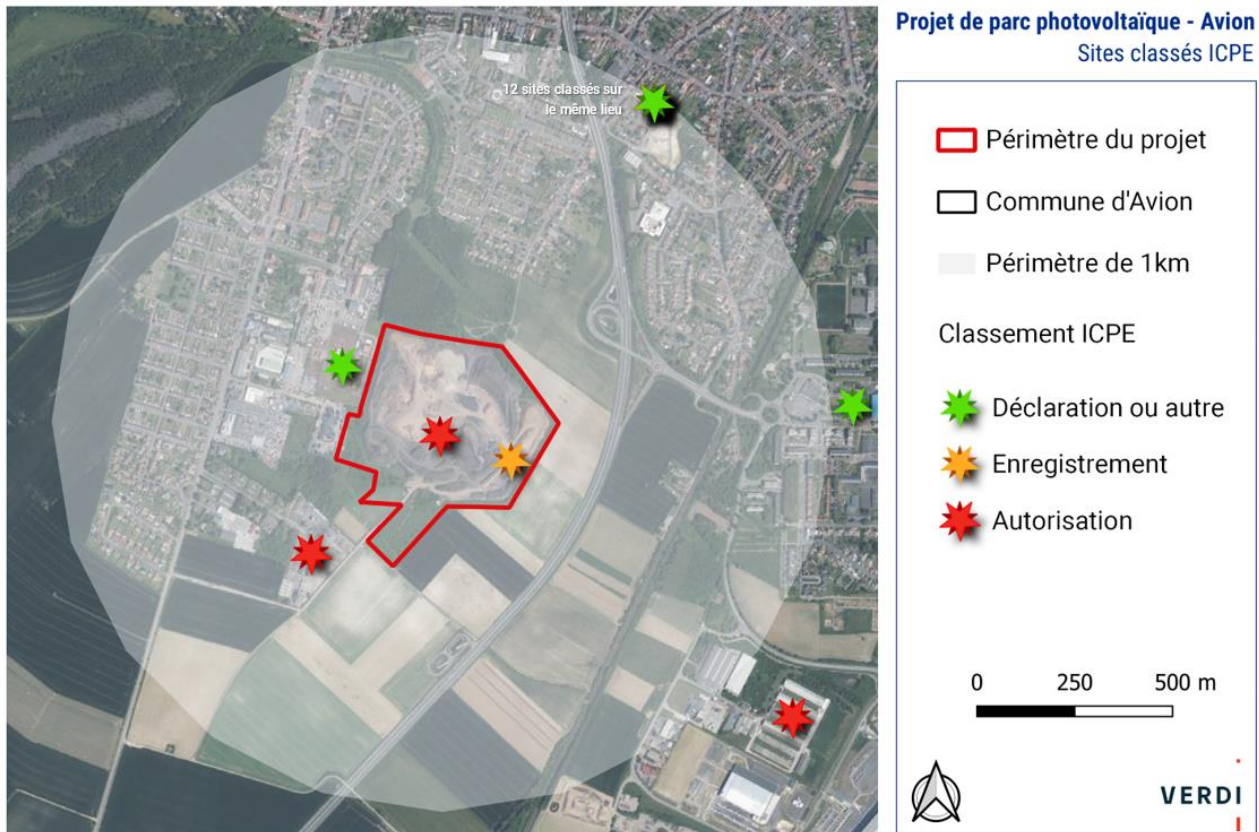 Projet de parc photovoltaïque - Avion
Sites classés ICPE
12 sites classés sur
le même lieu
Périmètre du projet
Commune d'Avion
Périmètre de 1km
Classement ICPE
Déclaration ou autre
Enregistrement
Autorisation
0 250 500 m
VERDI